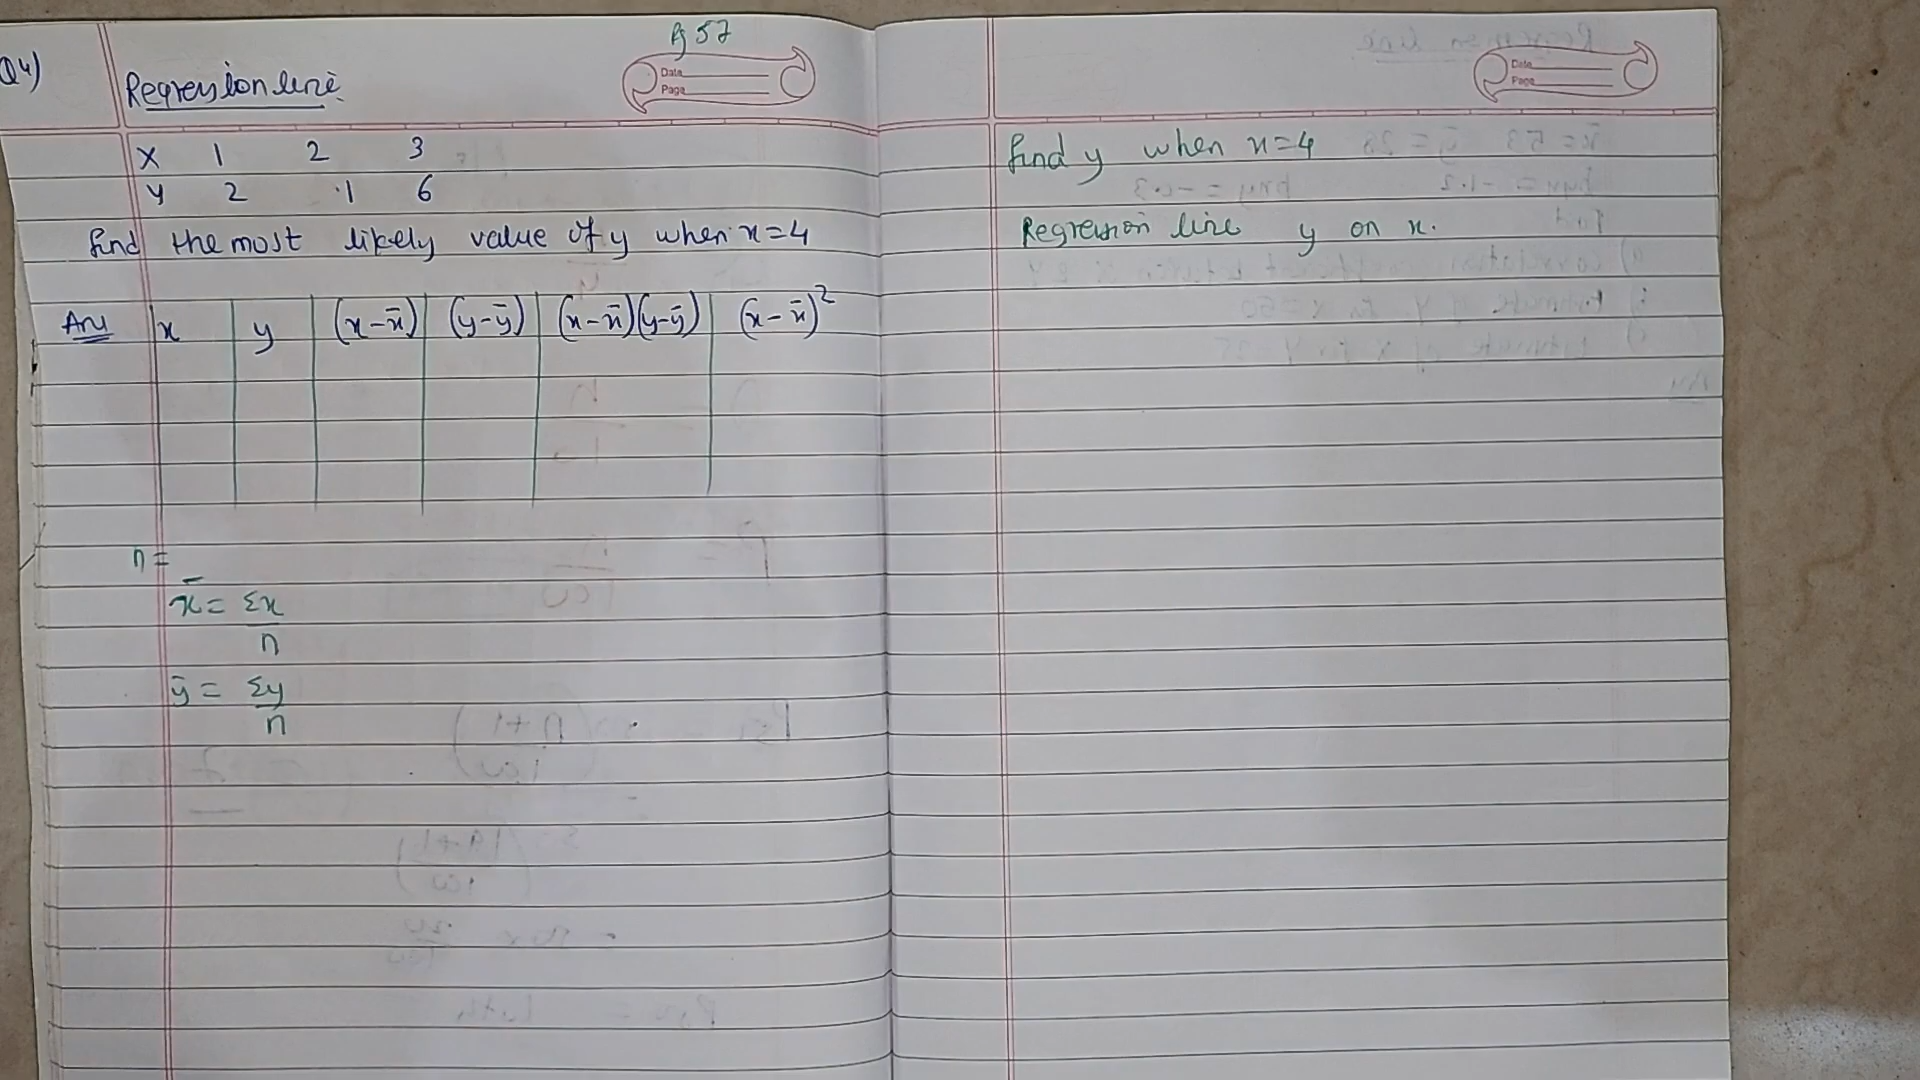 Pg 57
Q4) Regression line
Date
Page
X 1 2 3
Y 2 1 6
find the most likely value of y when x=4
Ans x y (x-x̄) (y-ȳ) (x-x̄)(y-ȳ) (x-x̄)²
n =
x̄ = Σx
n
ȳ = Σy
n
Date
Page
find y when x=4
Regression line y on x.